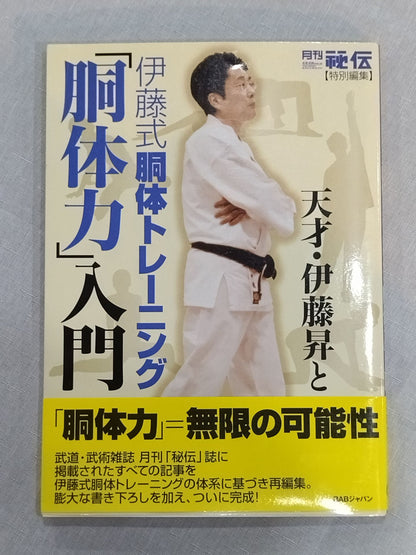 月刊
秘伝
【特別編集】
天才・伊藤昇と
伊藤式胴体トレーニング
「胴体力」入門
「胴体力」=無限の可能性
武道・武術雑誌 月刊「秘伝」誌に
掲載されたすべての記事を
伊藤式胴体トレーニングの体系に基づき再編集。
膨大な書き下ろしを加え、ついに完成!
BABジャパン